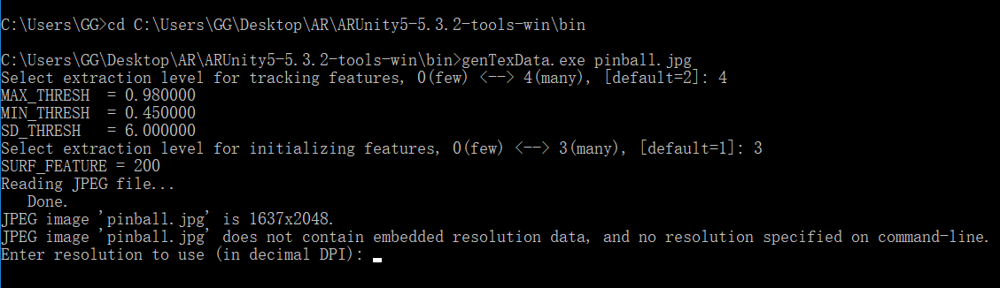 C:\Users\GG>cd C:\Users\GG\Desktop\AR\ARUnity5-5.3.2-tools-win\bin
C:\Users\GG\Desktop\AR\ARUnity5-5.3.2-tools-win\bin>genTexData.exe pinball.jpg
Select extraction level for tracking features, 0(few) <--> 4(many), [default=2]: 4
MAX_THRESH  = 0.980000
MIN_THRESH  = 0.450000
SD_THRESH   = 6.000000
Select extraction level for initializing features, 0(few) <--> 3(many), [default=1]: 3
SURF_FEATURE = 200
Reading JPEG file...
   Done.
JPEG image 'pinball.jpg' is 1637x2048.
JPEG image 'pinball.jpg' does not contain embedded resolution data, and no resolution specified on command-line.
Enter resolution to use (in decimal DPI):